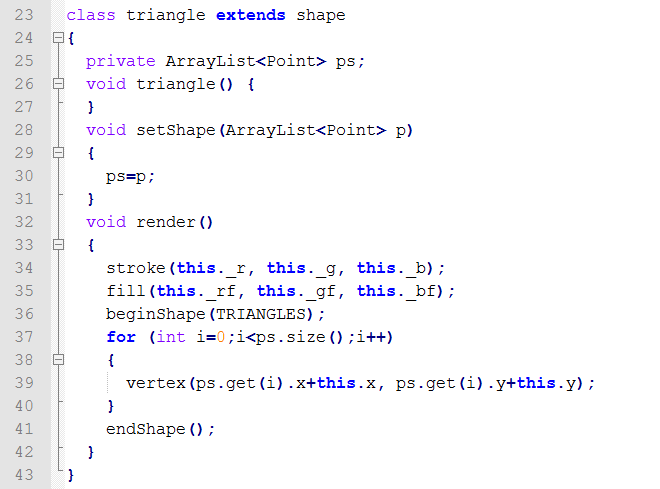 23 class triangle extends shape
24 {
25 private ArrayList<Point> ps;
26 void triangle() {
27 }
28 void setShape(ArrayList<Point> p)
29 {
30 ps=p;
31 }
32 void render()
33 {
34 stroke(this._r, this._g, this._b);
35 fill(this._rf, this._gf, this._bf);
36 beginShape(TRIANGLES);
37 for (int i=0;i<ps.size();i++)
38 {
39 vertex(ps.get(i).x+this.x, ps.get(i).y+this.y);
40 }
41 endShape();
42 }
43 }